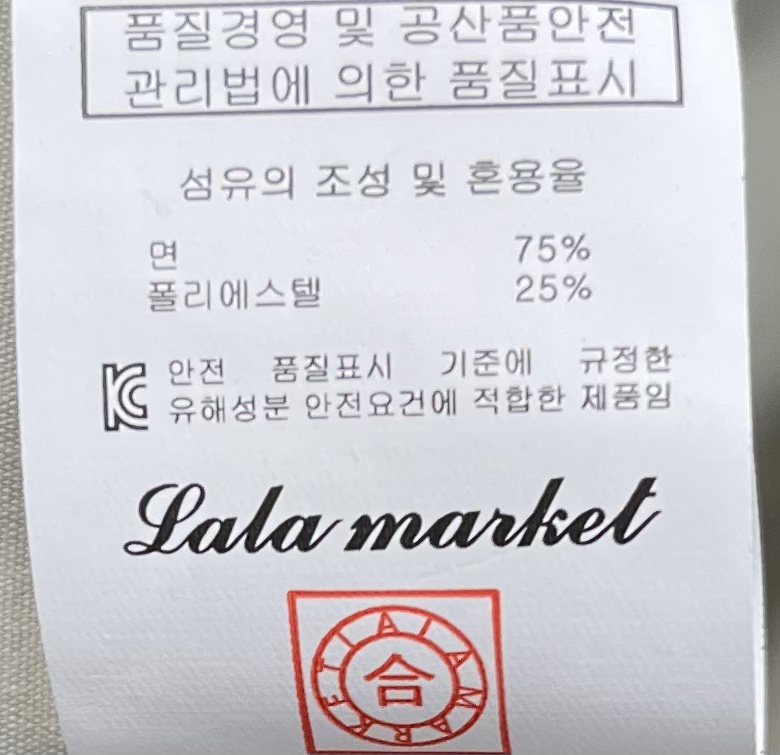 품질경영 및 공산품안전
관리법에 의한 품질표시
섬유의 조성 및 혼용율
면 75%
폴리에스텔 25%
안전 품질표시 기준에 규정한
유해성분 안전요건에 적합한 제품임
Lala market
LALA MARKET
合